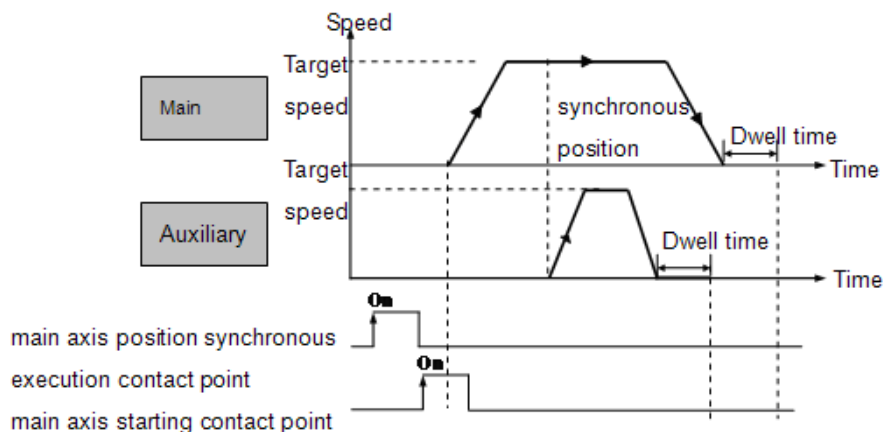 Speed
Target
speed
Main
synchronous
position
Dwell time
Time
Target
speed
Auxiliary
Dwell time
Time
On
main axis position synchronous
execution contact point
On
main axis starting contact point